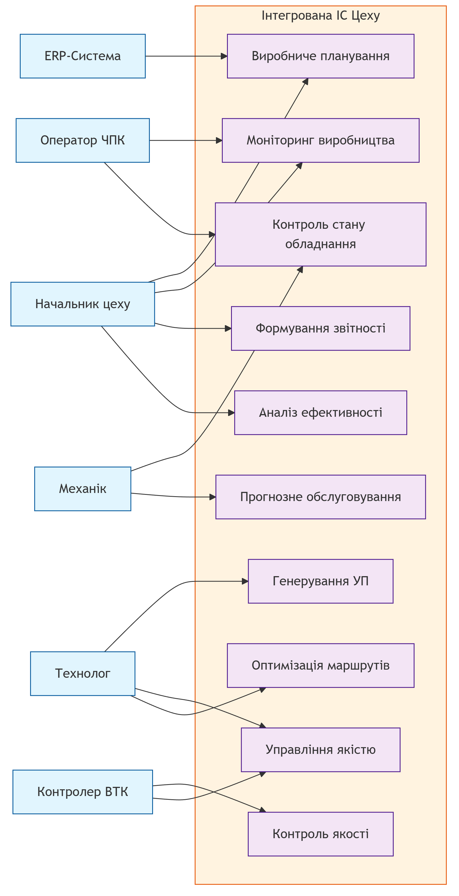 Інтегрована ІС Цеху
ERP-Система
Виробниче планування
Оператор ЧПК
Моніторинг виробництва
Контроль стану
обладнання
Начальник цеху
Формування звітності
Аналіз ефективності
Механік
Прогнозне обслуговування
Генерування УП
Технолог
Оптимізація маршрутів
Управління якістю
Контролер ВТК
Контроль якості